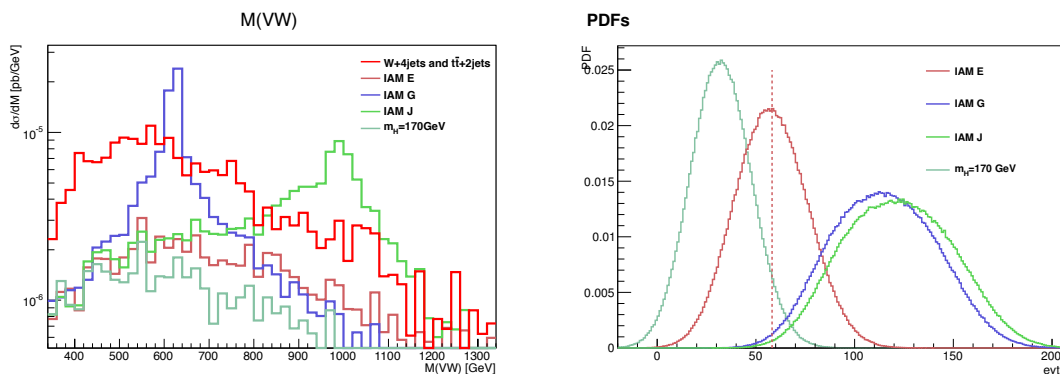 M(VW)
dσ/dM [pb/GeV]
10⁻⁵
10⁻⁶
W+4jets and tt̄+2jets
IAM E
IAM G
IAM J
m_H=170GeV
400 500 600 700 800 900 1000 1100 1200 1300
M(VW) [GeV]
PDFs
PDF
0.025
0.02
0.015
0.01
0.005
0
IAM E
IAM G
IAM J
m_H=170 GeV
0 50 100 150 200
evt